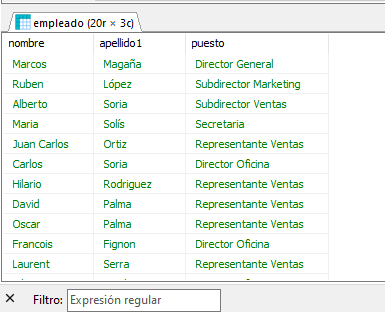 empleado (20r × 3c)
nombre apellido1 puesto
Marcos Magaña Director General
Ruben López Subdirector Marketing
Alberto Soria Subdirector Ventas
Maria Solís Secretaria
Juan Carlos Ortiz Representante Ventas
Carlos Soria Director Oficina
Hilario Rodriguez Representante Ventas
David Palma Representante Ventas
Oscar Palma Representante Ventas
Francois Fignon Director Oficina
Laurent Serra Representante Ventas
× Filtro: Expresión regular